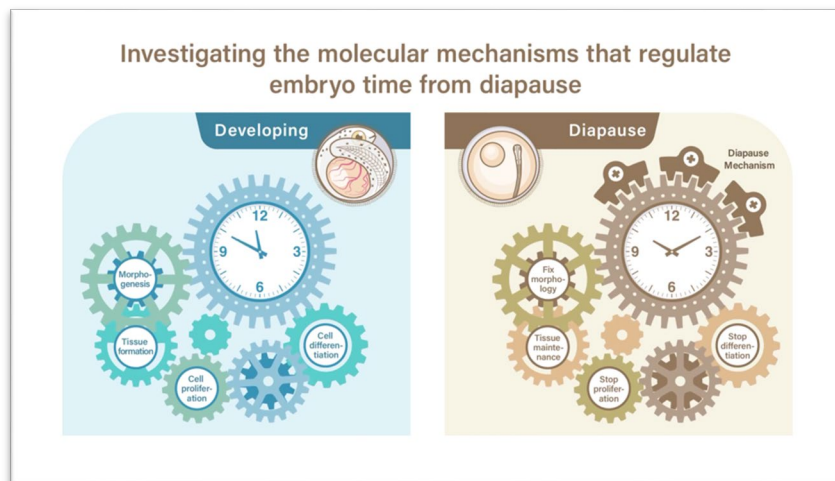 Investigating the molecular mechanisms that regulate
embryo time from diapause
Developing
12
3
6
9
Morpho-
genesis
Tissue
formation
Cell
prolifer-
ation
Cell
differen-
tiation
Diapause
Diapause
Mechanism
12
3
6
9
Fix
morpho-
logy
Tissue
mainte-
nance
Stop
prolifer-
ation
Stop
differen-
tiation